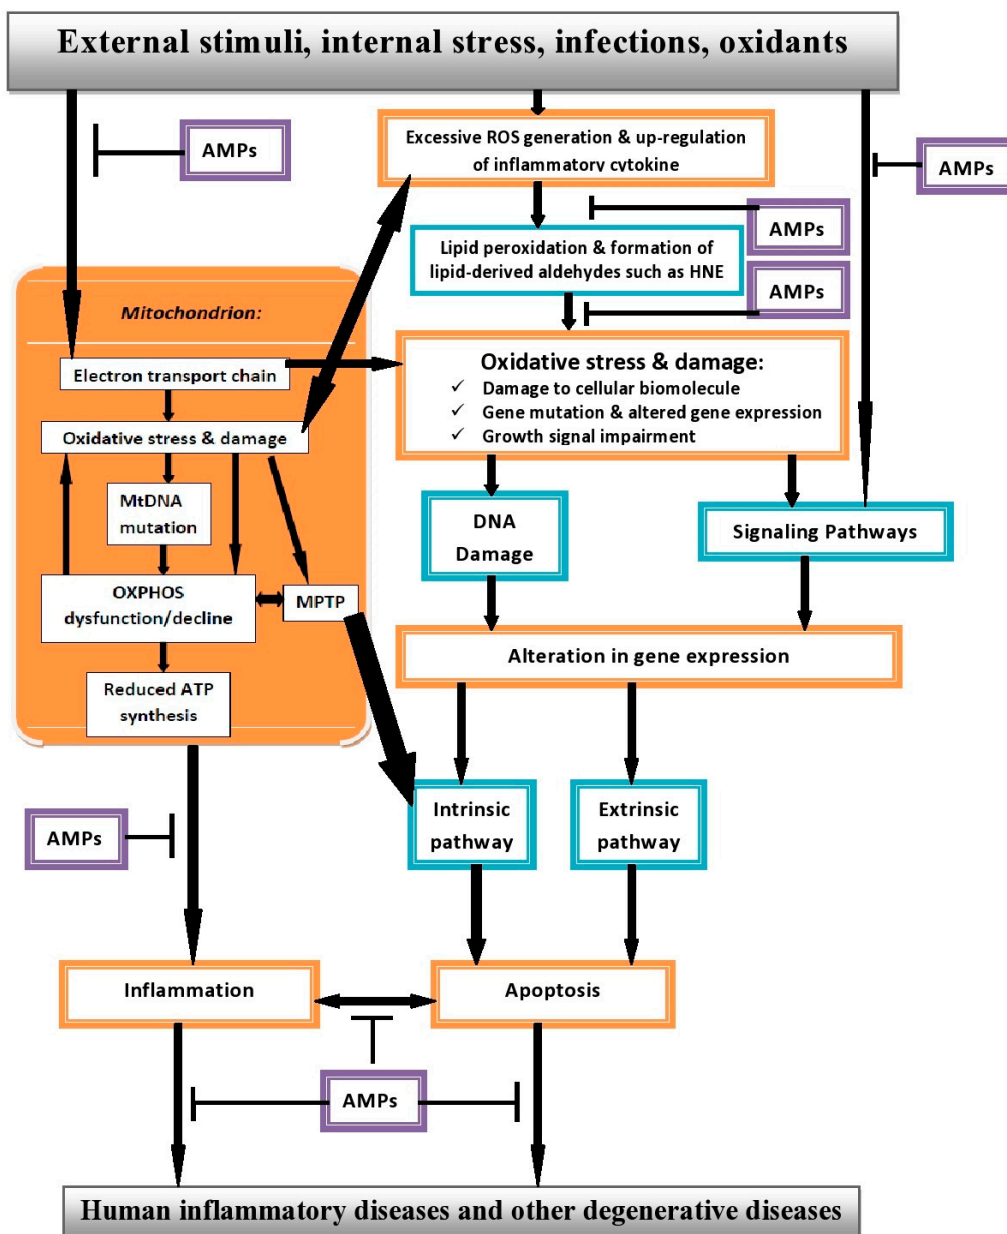 External stimuli, internal stress, infections, oxidants
AMPs
Excessive ROS generation & up-regulation
of inflammatory cytokine
AMPs
AMPs
Lipid peroxidation & formation of
lipid-derived aldehydes such as HNE
AMPs
Mitochondrion:
Electron transport chain
Oxidative stress & damage
MtDNA
mutation
OXPHOS
dysfunction/decline
MPTP
Reduced ATP
synthesis
Oxidative stress & damage:
✓ Damage to cellular biomolecule
✓ Gene mutation & altered gene expression
✓ Growth signal impairment
DNA
Damage
Signaling Pathways
Alteration in gene expression
Intrinsic
pathway
Extrinsic
pathway
AMPs
Inflammation
Apoptosis
AMPs
Human inflammatory diseases and other degenerative diseases